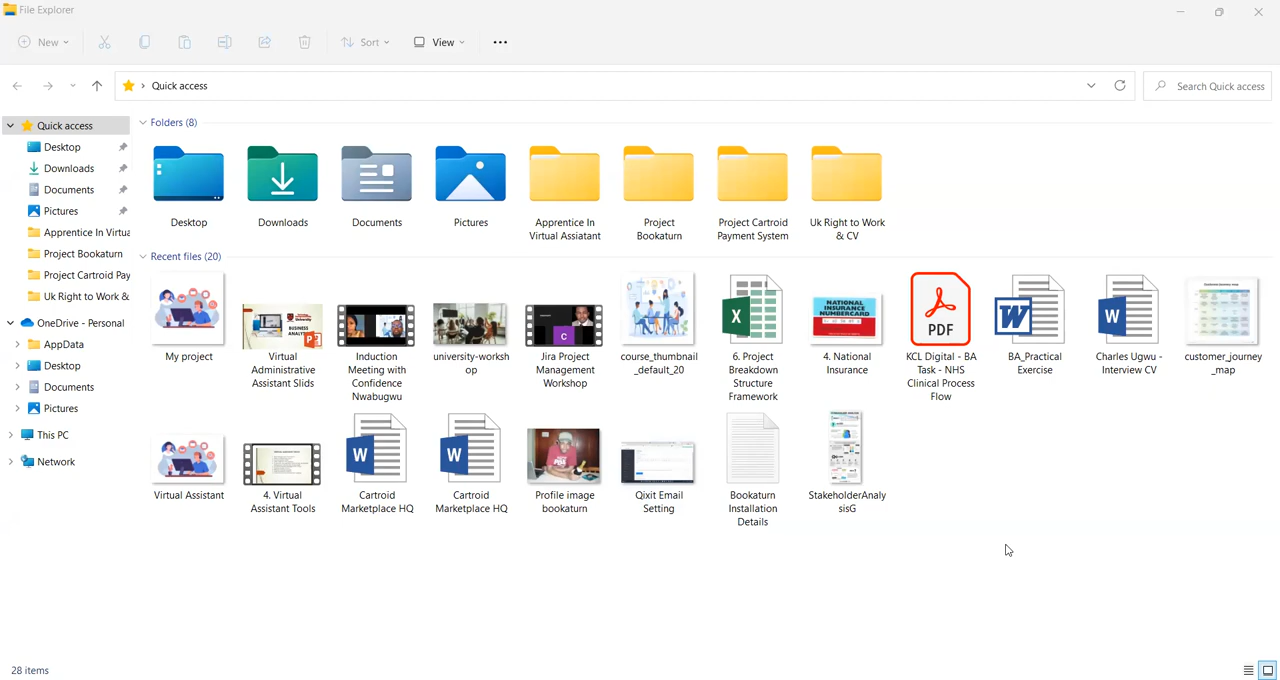 File Explorer
New
Sort
View
Quick access
Search Quick access
Quick access
Desktop
Downloads
Documents
Pictures
Apprentice In Virtua
Project Bookaturn
Project Cartroid Pay
Uk Right to Work &
OneDrive - Personal
AppData
Desktop
Documents
Pictures
This PC
Network
Folders (8)
Desktop
Downloads
Documents
Pictures
Apprentice In
Virtual Assiatant
Project
Bookaturn
Project Cartroid
Payment System
Uk Right to Work
& CV
Recent files (20)
My project
BUSINESS
Virtual
Administrative
Assistant Slids
Induction
Meeting with
Confidence
Nwabugwu
university-worksh
op
C
Jira Project
Management
Workshop
course_thumbnail
_default_20
X
6. Project
Breakdown
Structure
Framework
NATIONAL
INSURANCE
NUMBERCARD
4. National
Insurance
PDF
KCL Digital - BA
Task - NHS
Clinical Process
Flow
W
BA_Practical
Exercise
W
Charles Ugwu -
Interview CV
customer_journey
_map
Virtual Assistant
4. Virtual
Assistant Tools
W
Cartroid
Marketplace HQ
W
Cartroid
Marketplace HQ
Profile image
bookaturn
Qixit Email
Setting
Bookaturn
Installation
Details
StakeholderAnaly
sisG
28 items